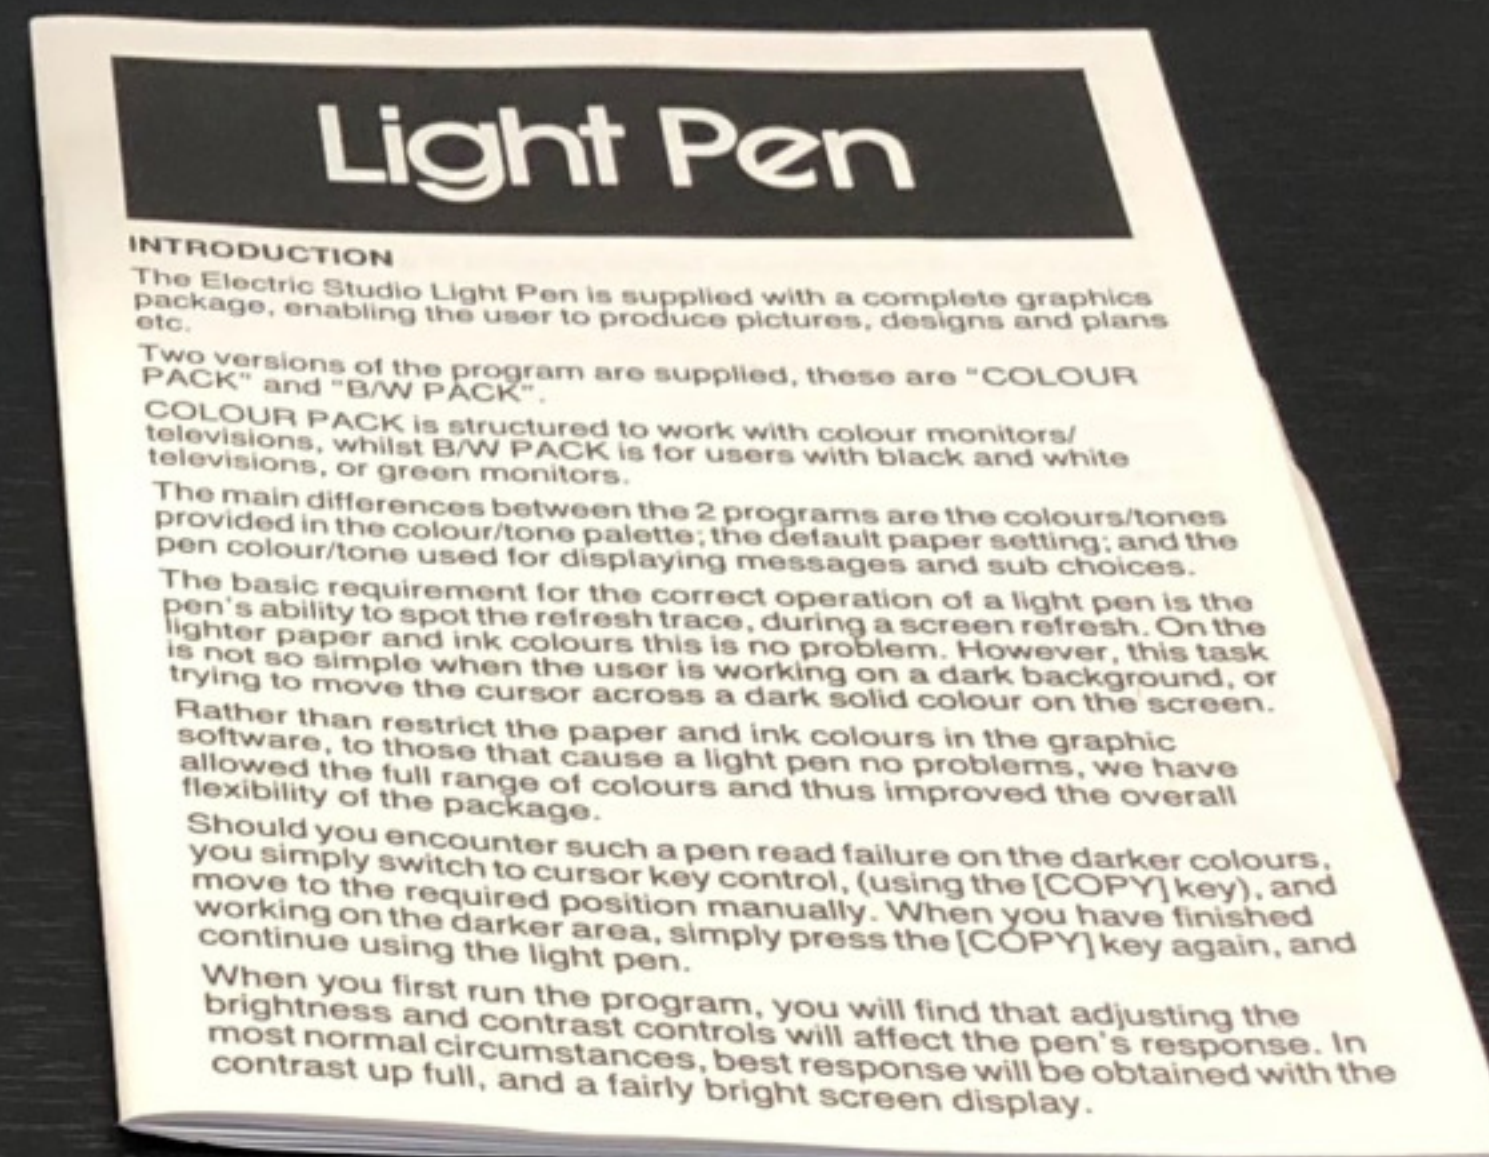 Light Pen
INTRODUCTION
The Electric Studio Light Pen is supplied with a complete graphics
package, enabling the user to produce pictures, designs and plans
etc.
Two versions of the program are supplied, these are "COLOUR
PACK" and "B/W PACK".
COLOUR PACK is structured to work with colour monitors/
televisions, whilst B/W PACK is for users with black and white
televisions, or green monitors.
The main differences between the 2 programs are the colours/tones
provided in the colour/tone palette; the default paper setting; and the
pen colour/tone used for displaying messages and sub choices.
The basic requirement for the correct operation of a light pen is the
pen's ability to spot the refresh trace, during a screen refresh. On the
lighter paper and ink colours this is no problem. However, this task
is not so simple when the user is working on a dark background, or
trying to move the cursor across a dark solid colour on the screen.
Rather than restrict the paper and ink colours in the graphic
software, to those that cause a light pen no problems, we have
allowed the full range of colours and thus improved the overall
flexibility of the package.
Should you encounter such a pen read failure on the darker colours,
you simply switch to cursor key control, (using the [COPY] key), and
move to the required position manually. When you have finished
working on the darker area, simply press the [COPY] key again, and
continue using the light pen.
When you first run the program, you will find that adjusting the
brightness and contrast controls will affect the pen's response. In
most normal circumstances, best response will be obtained with the
contrast up full, and a fairly bright screen display.